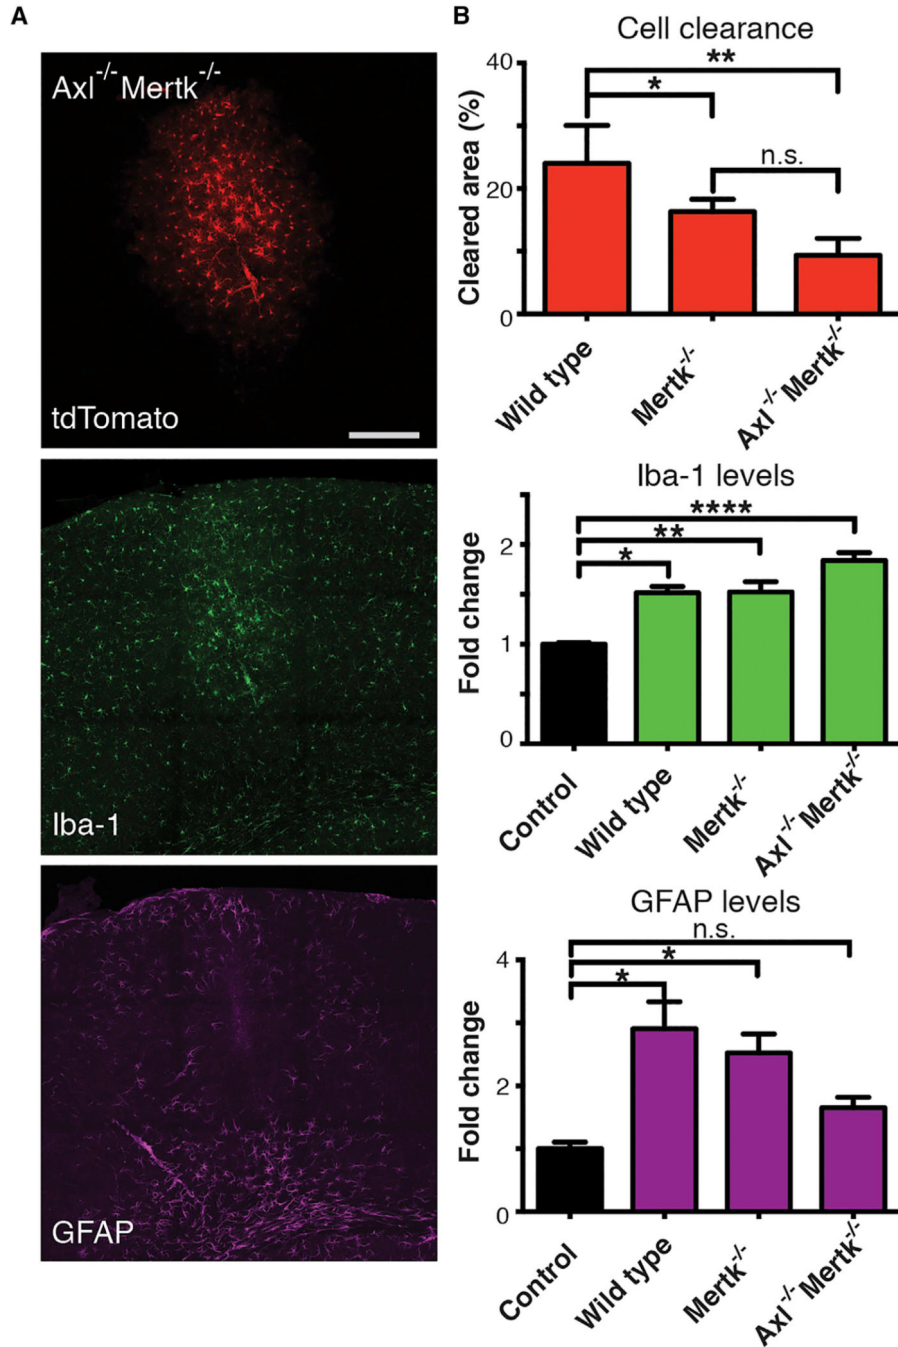 A
Axl-/- Mertk-/-
tdTomato
Iba-1
GFAP
B
Cell clearance
Cleared area (%)
40
20
0
**
*
n.s.
Wild type
Mertk-/-
Axl-/-Mertk-/-
Iba-1 levels
Fold change
2
1
0
****
**
*
Control
Wild type
Mertk-/-
Axl-/-Mertk-/-
GFAP levels
Fold change
4
2
0
n.s.
*
*
Control
Wild type
Mertk-/-
Axl-/-Mertk-/-